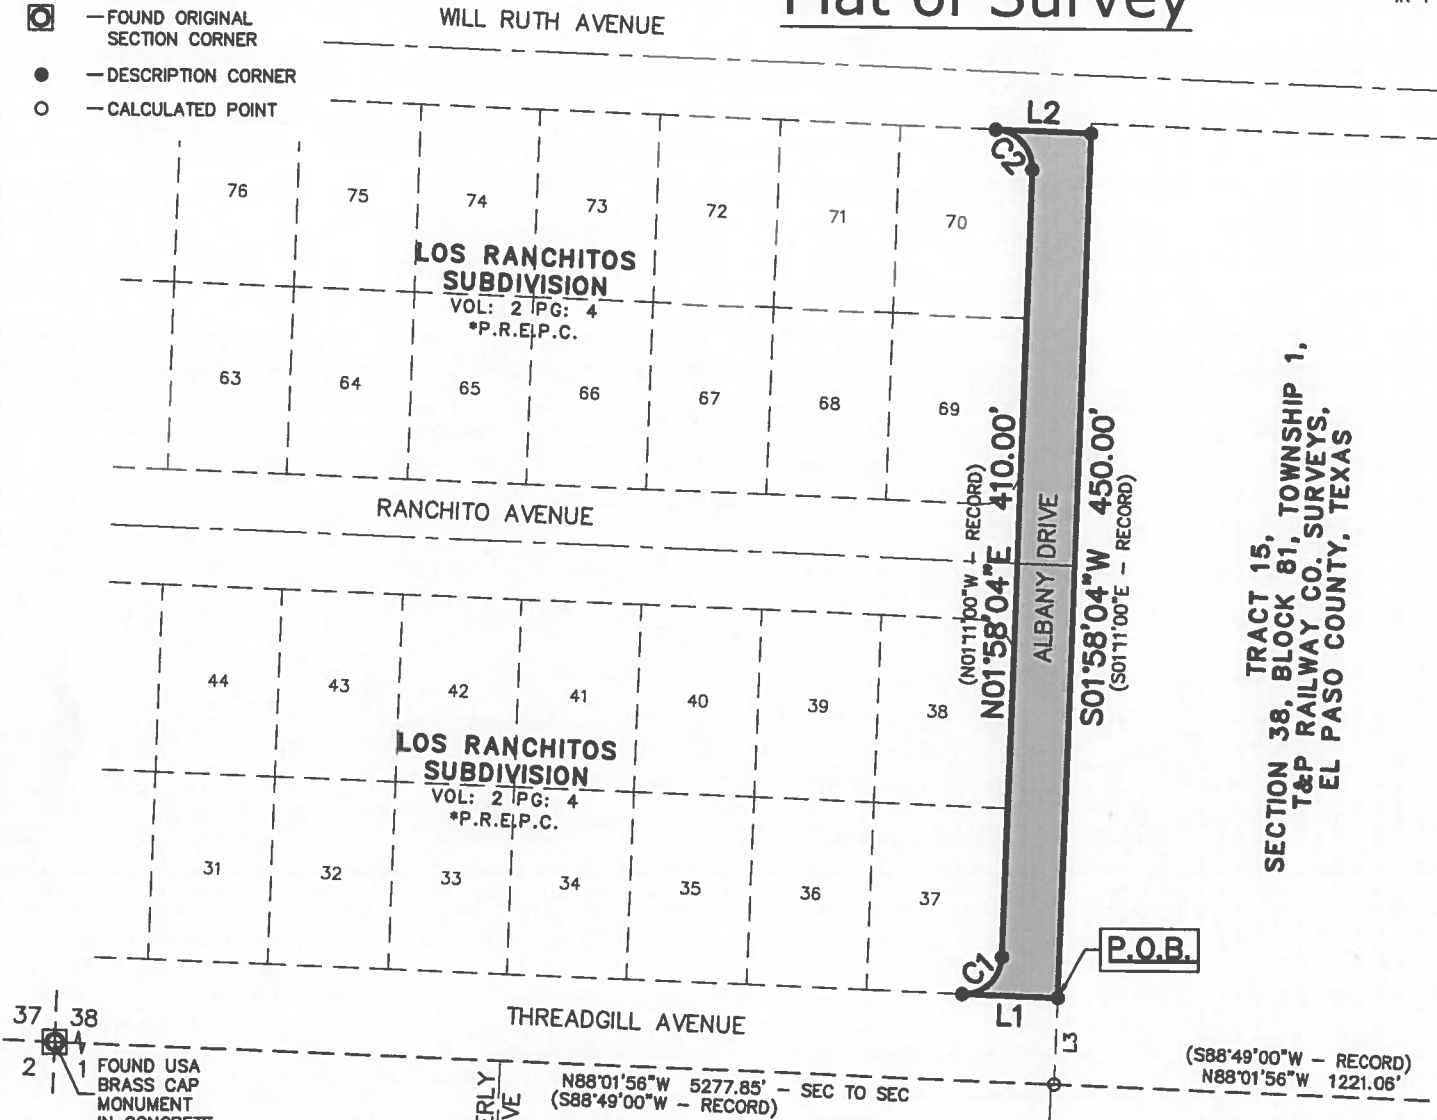 Plat of Survey
—FOUND ORIGINAL
SECTION CORNER
—DESCRIPTION CORNER
—CALCULATED POINT
WILL RUTH AVENUE
L2
C2
76
75
74
73
72
71
70
LOS RANCHITOS
SUBDIVISION
VOL: 2 PG: 4
*P.R.E.P.C.
63
64
65
66
67
68
69
RANCHITO AVENUE
(N01°11'00"W – RECORD)
N01°58'04"E 410.00'
ALBANY DRIVE
S01°58'04"W 450.00'
(S01°11'00"E – RECORD)
TRACT 15,
SECTION 38, BLOCK 81, TOWNSHIP 1,
T&P RAILWAY CO. SURVEYS,
EL PASO COUNTY, TEXAS
44
43
42
41
40
39
38
LOS RANCHITOS
SUBDIVISION
VOL: 2 PG: 4
*P.R.E.P.C.
31
32
33
34
35
36
37
C1
P.O.B.
L1
THREADGILL AVENUE
L3
37 38
2 1
FOUND USA
BRASS CAP
MONUMENT
IN CONCRETE
N88°01'56"W 5277.85' – SEC TO SEC
(S88°49'00"W – RECORD)
(S88°49'00"W – RECORD)
N88°01'56"W 1221.06'